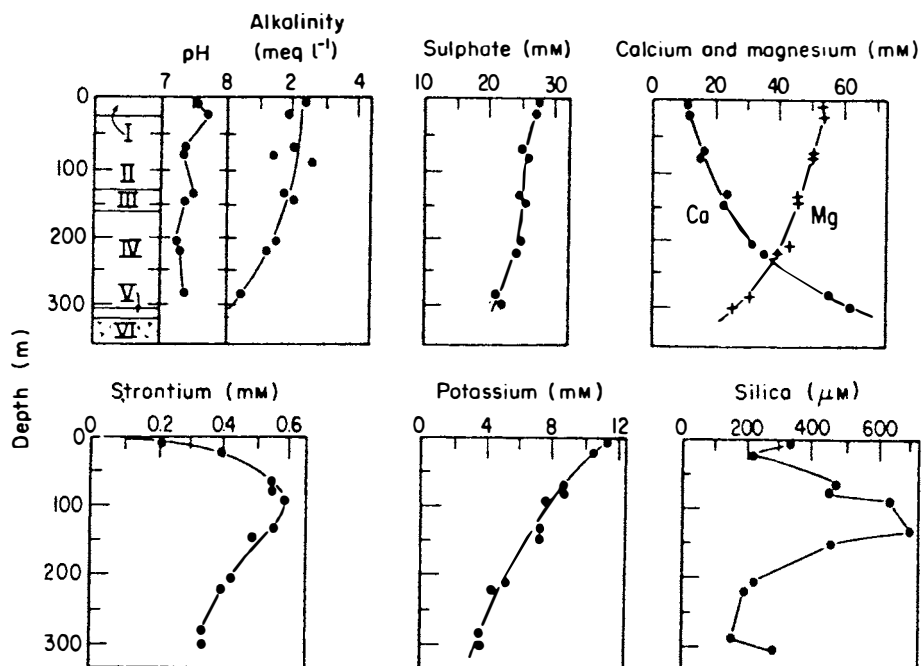 Alkalinity
pH (meq l⁻¹) Sulphate (mM) Calcium and magnesium (mM)
7 8 2 4 10 20 30 0 20 40 60
0
I
100
II
III
200
IV
300
V
VI
Ca Mg
Depth (m)
Strontium (mM) Potassium (mM) Silica (μM)
0 0.2 04 0.6 0 4 8 12 0 200 400 600
0
100
200
300